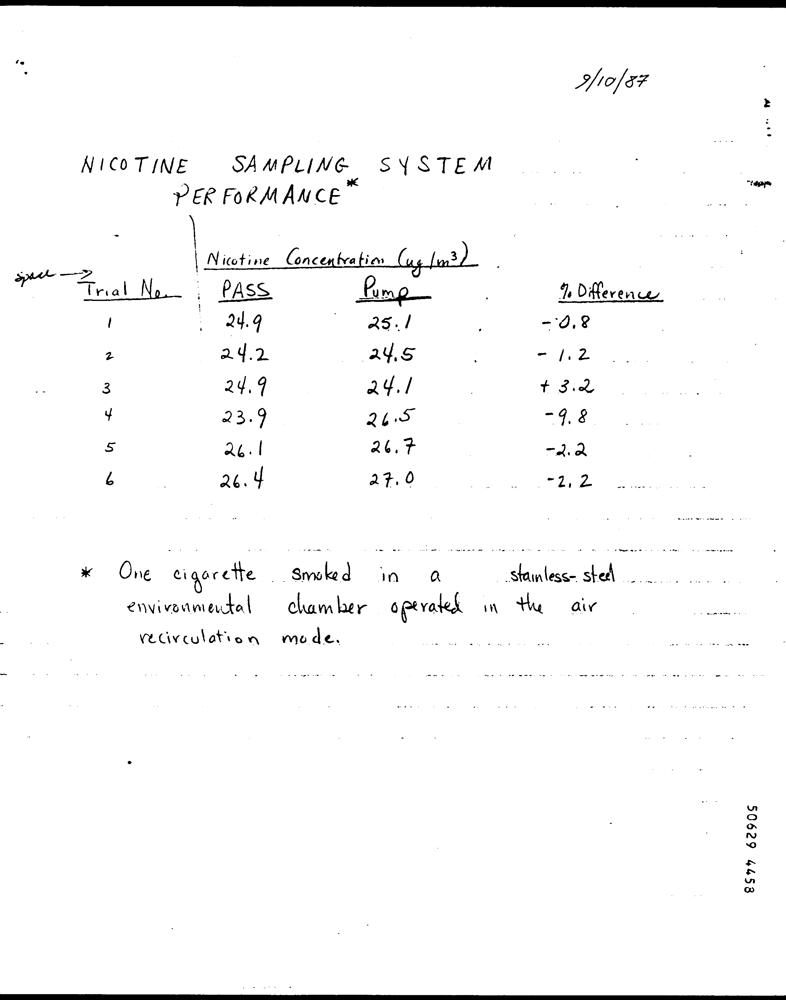 9/10/87
NICOTINE SAMPLING SYSTEM
PERFORMANCE*
Nicotine Concentration (ug/m³)
space → Trial No. PASS Pump % Difference
1 24.9 25.1 -0.8
2 24.2 24.5 - 1.2
3 24.9 24.1 + 3.2
4 23.9 26.5 -9.8
5 26.1 26.7 -2.2
6 26.4 27.0 -2.2
* One cigarette smoked in a stainless-steel
environmental chamber operated in the air
recirculation mode.
50629 4458